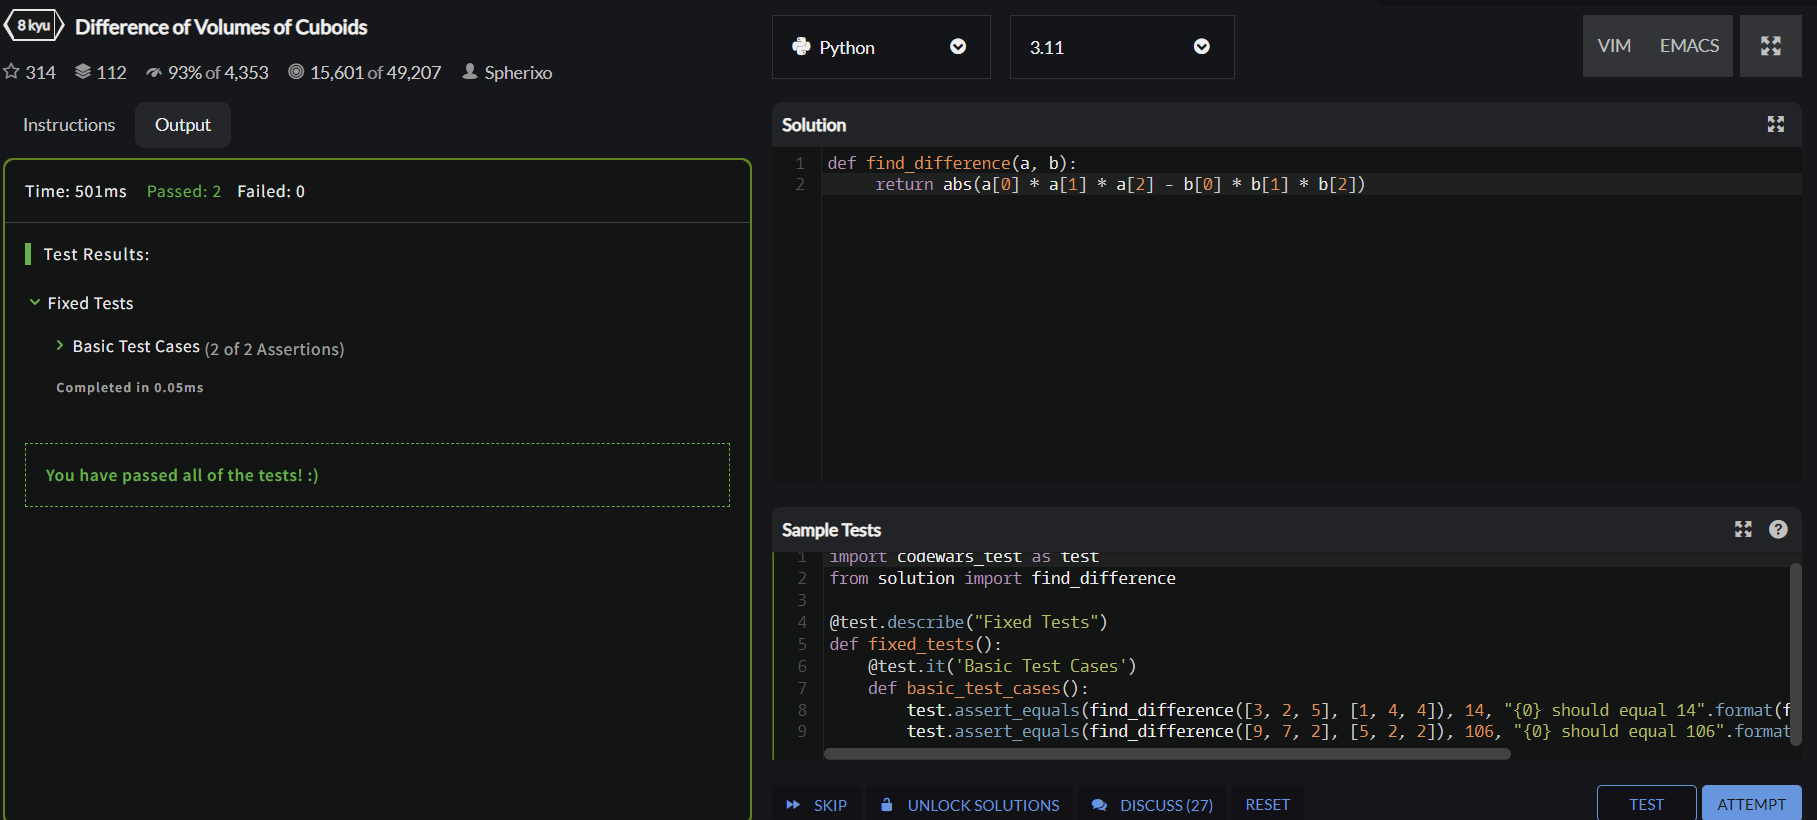 8 kyu Difference of Volumes of Cuboids
314 112 93% of 4,353 15,601 of 49,207 Spherixo
Instructions Output
Time: 501ms Passed: 2 Failed: 0
Test Results:
Fixed Tests
Basic Test Cases (2 of 2 Assertions)
Completed in 0.05ms
You have passed all of the tests! :)
Python 3.11 VIM EMACS
Solution
1 def find_difference(a, b):
2 return abs(a[0] * a[1] * a[2] - b[0] * b[1] * b[2])
Sample Tests ?
1 import codewars_test as test
2 from solution import find_difference
3
4 @test.describe("Fixed Tests")
5 def fixed_tests():
6 @test.it('Basic Test Cases')
7 def basic_test_cases():
8 test.assert_equals(find_difference([3, 2, 5], [1, 4, 4]), 14, "{0} should equal 14".format(f
9 test.assert_equals(find_difference([9, 7, 2], [5, 2, 2]), 106, "{0} should equal 106".format
SKIP UNLOCK SOLUTIONS DISCUSS (27) RESET TEST ATTEMPT